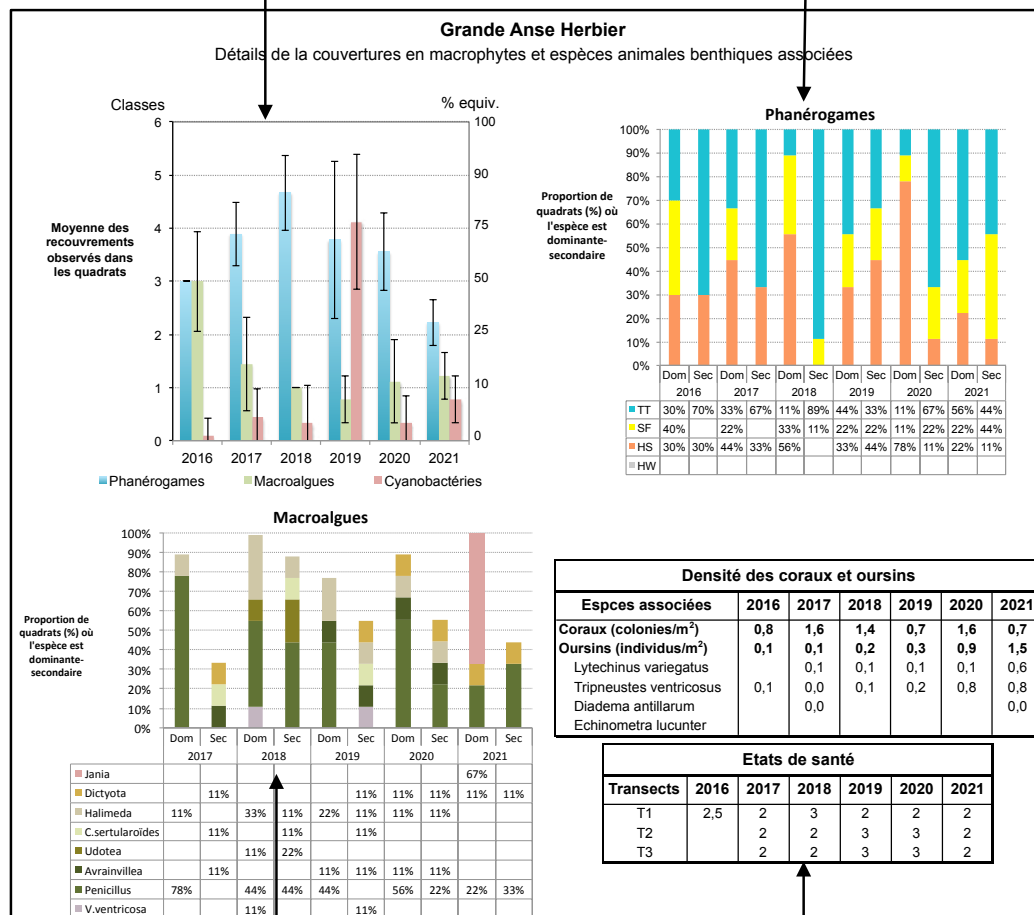 Grande Anse Herbier
Détails de la couvertures en macrophytes et espèces animales benthiques associées
Classes % equiv.
6 100
5 90
4 75
3 50
2 25
1 10
0 0
Moyenne des
recouvrements
observés dans
les quadrats
2016 2017 2018 2019 2020 2021
Phanérogames Macroalgues Cyanobactéries
Phanérogames
100%
90%
80%
70%
60%
50%
40%
30%
20%
10%
0%
Proportion de
quadrats (%) où
l'espèce est
dominante-
secondaire
Dom Sec Dom Sec Dom Sec Dom Sec Dom Sec Dom Sec
2016 2017 2018 2019 2020 2021
TT 30% 70% 33% 67% 11% 89% 44% 33% 11% 67% 56% 44%
SF 40% 22% 33% 11% 22% 22% 11% 22% 22% 44%
HS 30% 30% 44% 33% 56% 33% 44% 78% 11% 22% 11%
HW
Macroalgues
100%
90%
80%
70%
60%
50%
40%
30%
20%
10%
0%
Proportion de
quadrats (%) où
l'espèce est
dominante-
secondaire
Dom Sec Dom Sec Dom Sec Dom Sec Dom Sec
2017 2018 2019 2020 2021
Jania 67%
Dictyota 11% 11% 11% 11% 11% 11%
Halimeda 11% 33% 11% 22% 11% 11% 11%
C.sertularoïdes 11% 11% 11%
Udotea 11% 22%
Avrainvillea 11% 11% 11% 11% 11%
Penicillus 78% 44% 44% 44% 56% 22% 22% 33%
V.ventricosa 11% 11%
Densité des coraux et oursins
Espces associées 2016 2017 2018 2019 2020 2021
Coraux (colonies/m²) 0,8 1,6 1,4 0,7 1,6 0,7
Oursins (individus/m²) 0,1 0,1 0,2 0,3 0,9 1,5
Lytechinus variegatus 0,1 0,1 0,1 0,1 0,6
Tripneustes ventricosus 0,1 0,0 0,1 0,2 0,8 0,8
Diadema antillarum 0,0 0,0
Echinometra lucunter
Etats de santé
Transects 2016 2017 2018 2019 2020 2021
T1 2,5 2 3 2 2 2
T2 2 2 3 3 2
T3 2 2 3 3 2